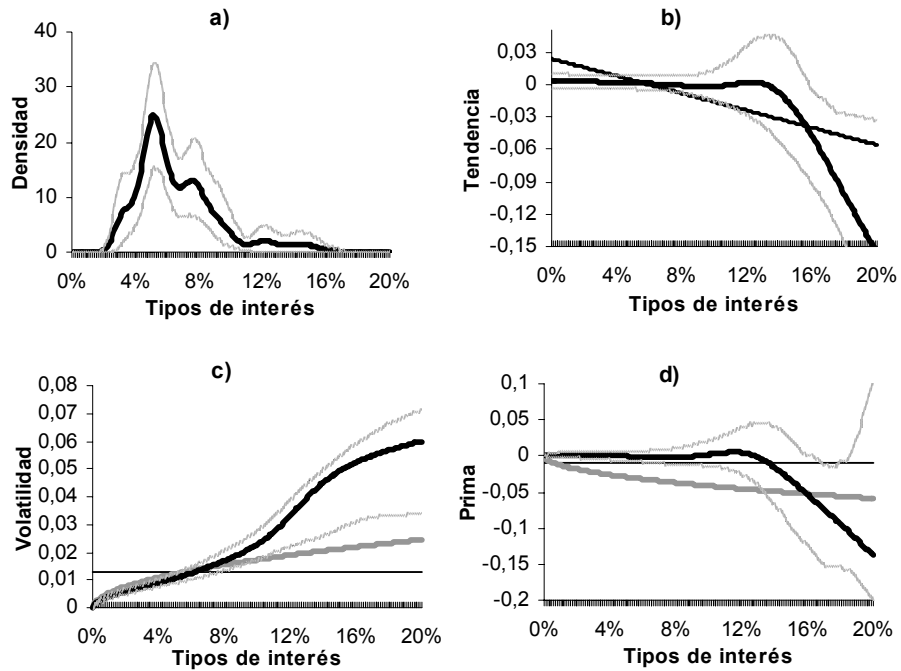 a)
Densidad
40
30
20
10
0
0% 4% 8% 12% 16% 20%
Tipos de interés
b)
Tendencia
0,03
0
-0,03
-0,06
-0,09
-0,12
-0,15
0% 4% 8% 12% 16% 20%
Tipos de interés
c)
Volatilidad
0,08
0,07
0,06
0,05
0,04
0,03
0,02
0,01
0
0% 4% 8% 12% 16% 20%
Tipos de interés
d)
Prima
0,1
0,05
0
-0,05
-0,1
-0,15
-0,2
0% 4% 8% 12% 16% 20%
Tipos de interés